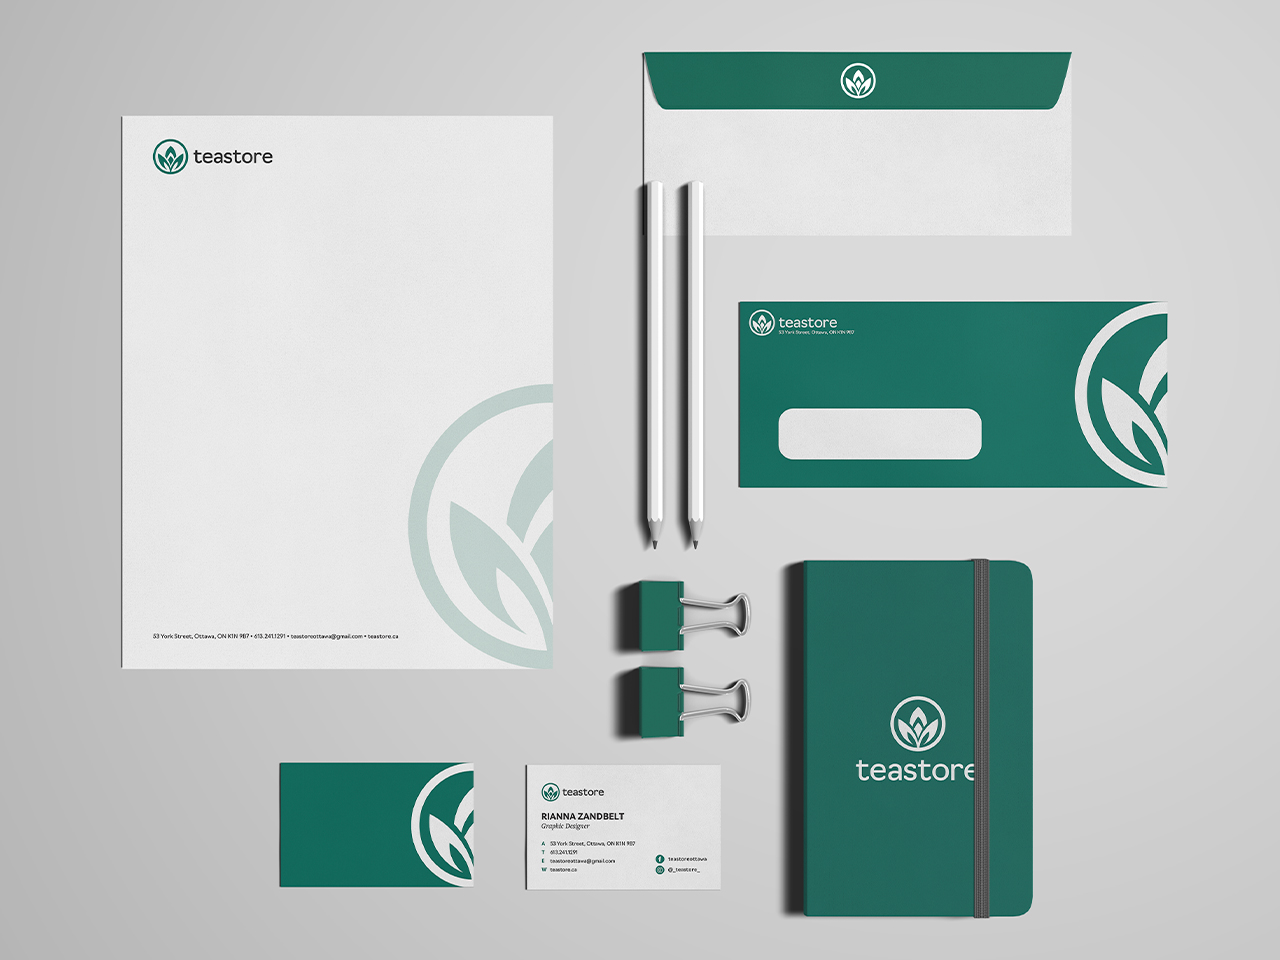 teastore
53 York Street, Ottawa, ON K1N 9B7 • 613.241.1291 • teastoreottawa@gmail.com • teastore.ca
teastore
53 York Street, Ottawa, ON K1N 9B7
teastore
teastore
RIANNA ZANDBELT
Graphic Designer
A 53 York Street, Ottawa, ON K1N 9B7
T 613.241.1291
E teastoreottawa@gmail.com
W teastore.ca
teastoreottawa
@_teastore_